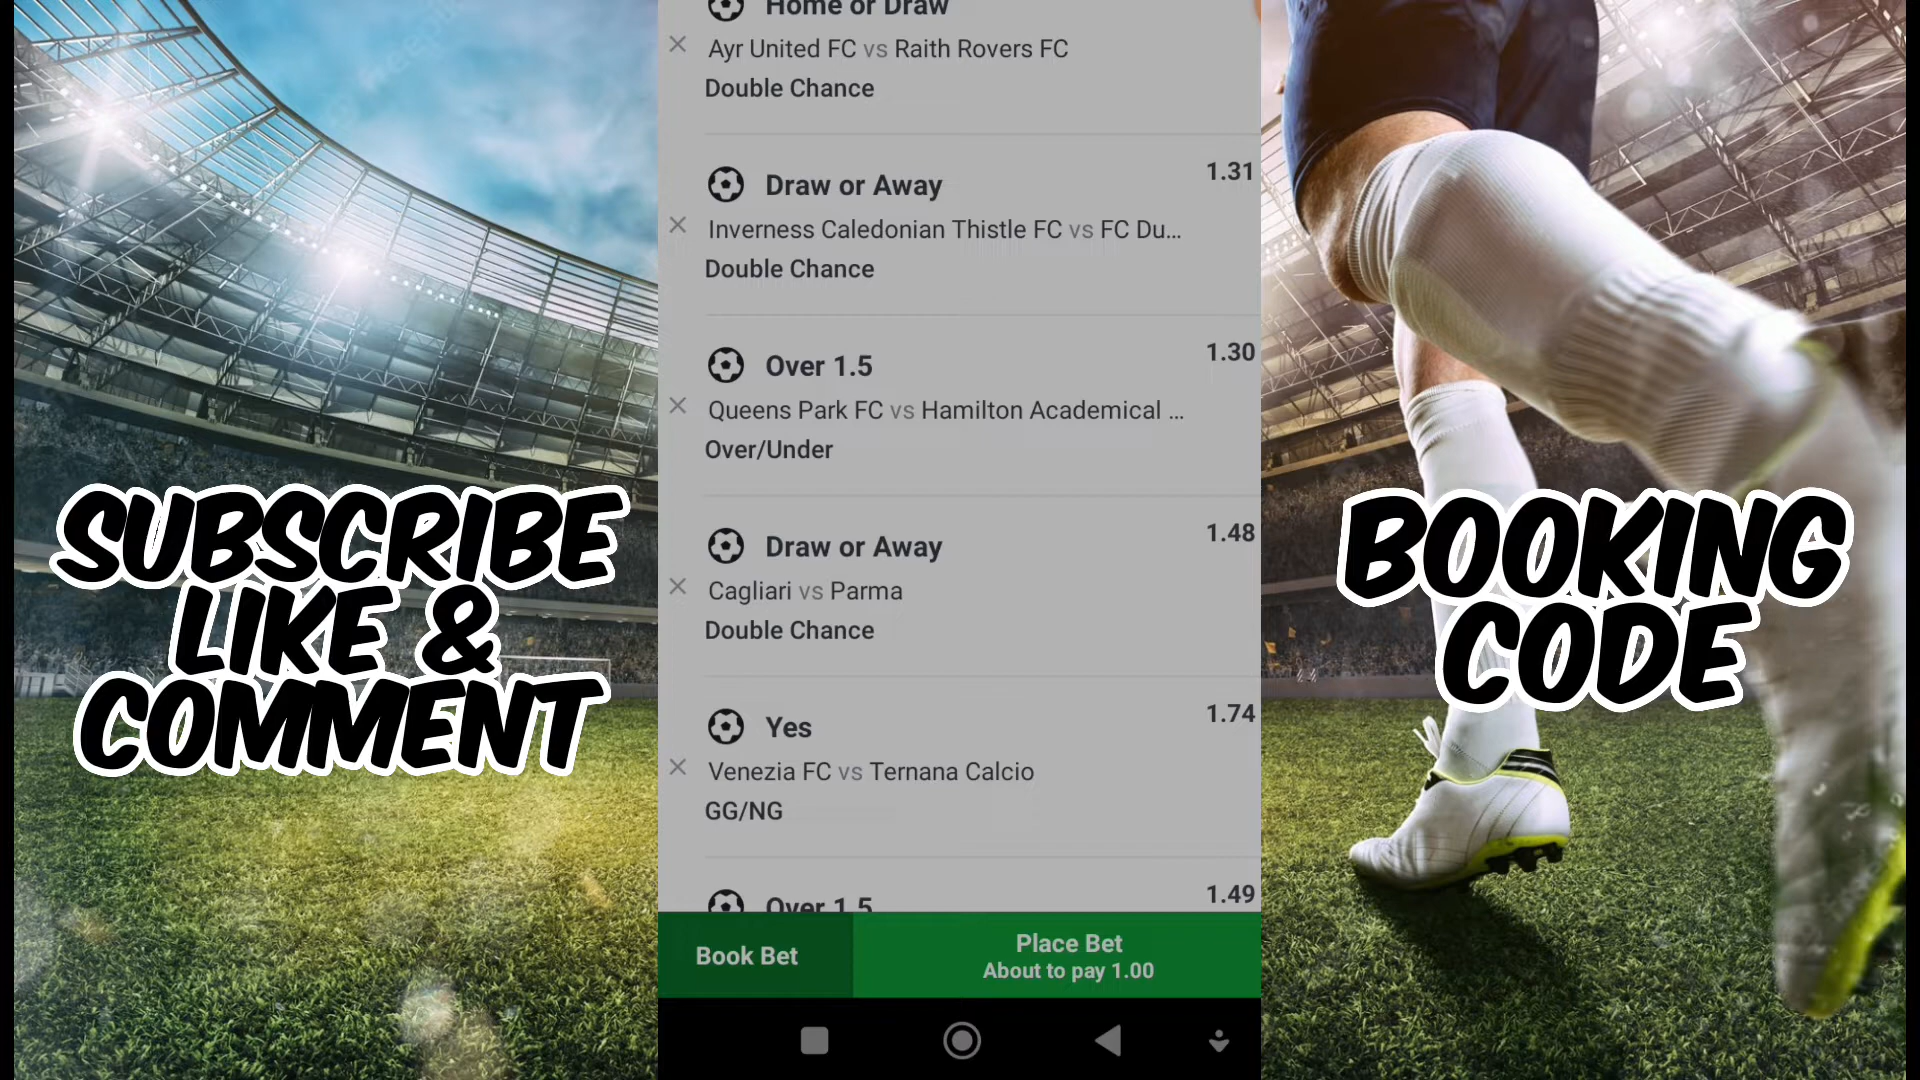 Home or Draw
Ayr United FC vs Raith Rovers FC
Double Chance
1.31
Draw or Away
Inverness Caledonian Thistle FC vs FC Du...
Double Chance
1.30
Over 1.5
Queens Park FC vs Hamilton Academical ...
Over/Under
1.48
Draw or Away
Cagliari vs Parma
Double Chance
1.74
Yes
Venezia FC vs Ternana Calcio
GG/NG
1.49
Over 1.5
Book Bet
Place Bet
About to pay 1.00
SUBSCRIBE
LIKE &
COMMENT
BOOKING
CODE